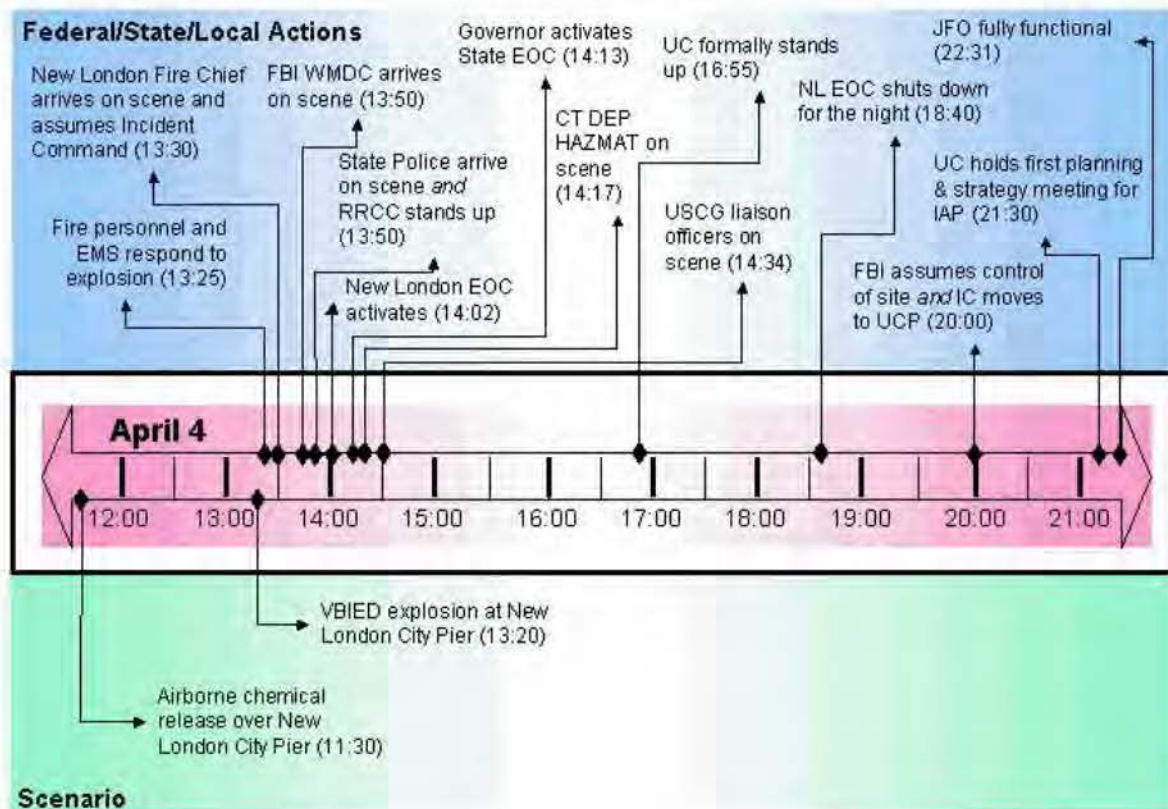 Federal/State/Local Actions
New London Fire Chief
arrives on scene and
assumes Incident
Command (13:30)
FBI WMDC arrives
on scene (13:50)
Governor activates
State EOC (14:13)
UC formally stands
up (16:55)
JFO fully functional
(22:31)
NL EOC shuts down
for the night (18:40)
CT DEP
HAZMAT on
scene
(14:17)
State Police arrive
on scene and
RRCC stands up
(13:50)
UC holds first planning
& strategy meeting for
IAP (21:30)
USCG liaison
officers on
scene (14:34)
Fire personnel and
EMS respond to
explosion (13:25)
New London EOC
activates (14:02)
FBI assumes control
of site and IC moves
to UCP (20:00)
April 4
12:00 13:00 14:00 15:00 16:00 17:00 18:00 19:00 20:00 21:00
VBIED explosion at New
London City Pier (13:20)
Airborne chemical
release over New
London City Pier (11:30)
Scenario